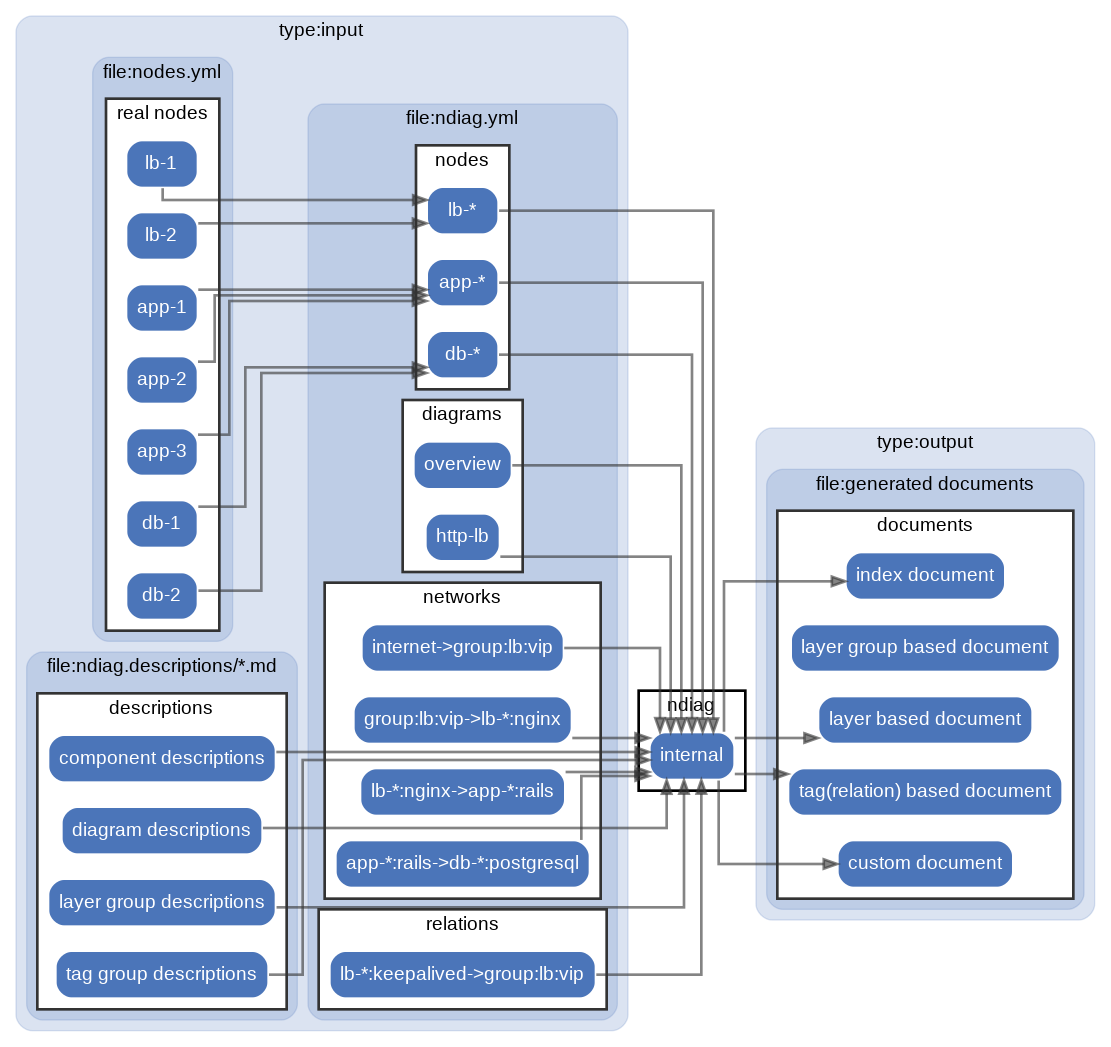 type:input
file:nodes.yml
real nodes
lb-1
lb-2
app-1
app-2
app-3
db-1
db-2
file:ndiag.descriptions/*.md
descriptions
component descriptions
diagram descriptions
layer group descriptions
tag group descriptions
file:ndiag.yml
nodes
lb-*
app-*
db-*
diagrams
overview
http-lb
networks
internet->group:lb:vip
group:lb:vip->lb-*:nginx
lb-*:nginx->app-*:rails
app-*:rails->db-*:postgresql
relations
lb-*:keepalived->group:lb:vip
ndiag
internal
type:output
file:generated documents
documents
index document
layer group based document
layer based document
tag(relation) based document
custom document